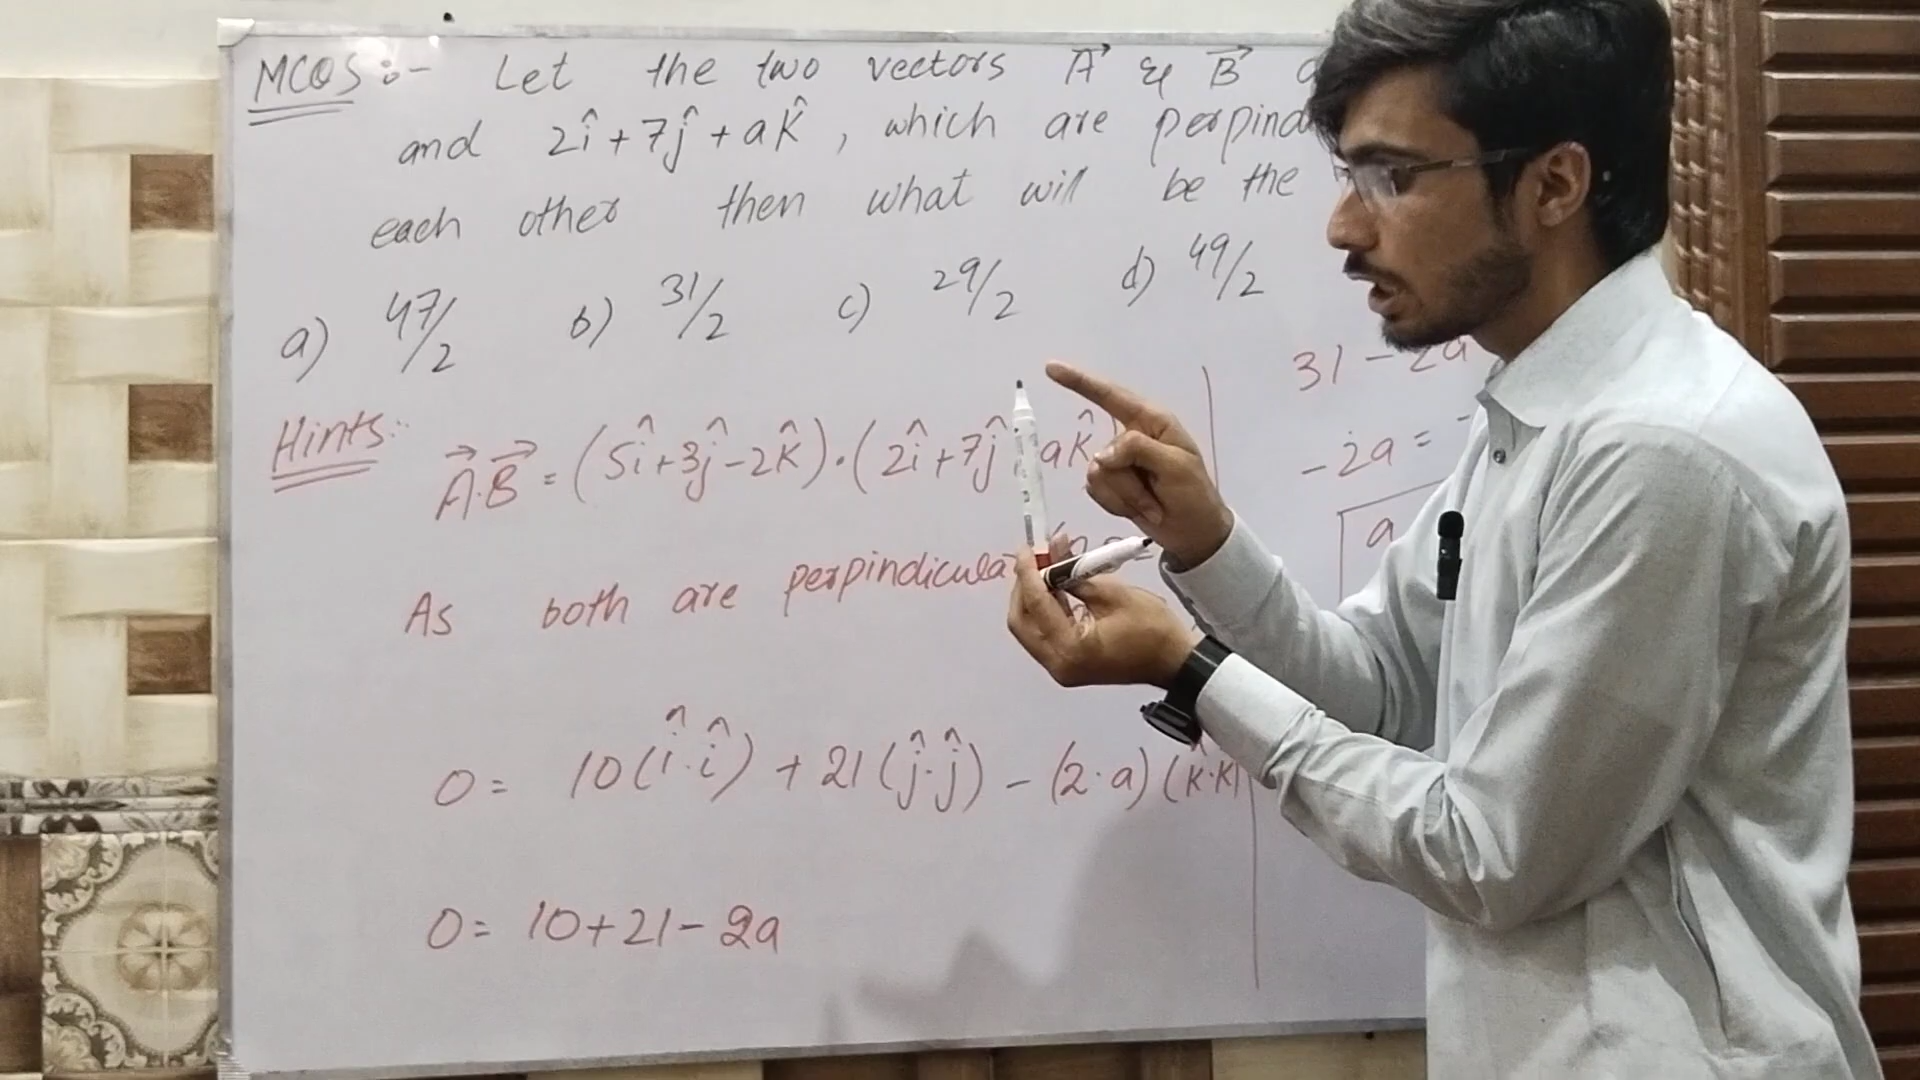 MCQS :- Let the two vectors A⃗ & B⃗
and 2î + 7ĵ + ak̂ , which are
each other then what will be the
a) 47/2 b) 31/2 c) 29/2 d) 49/2
Hints:-
A⃗.B⃗ = (5î+3ĵ-2k̂).(2î+7ĵ ak̂
As both are
0 = 10(î.î) + 21(ĵ.ĵ) - (2.a)(k̂.k
0 = 10+21-2a
31 - 2a
-2a = -
a